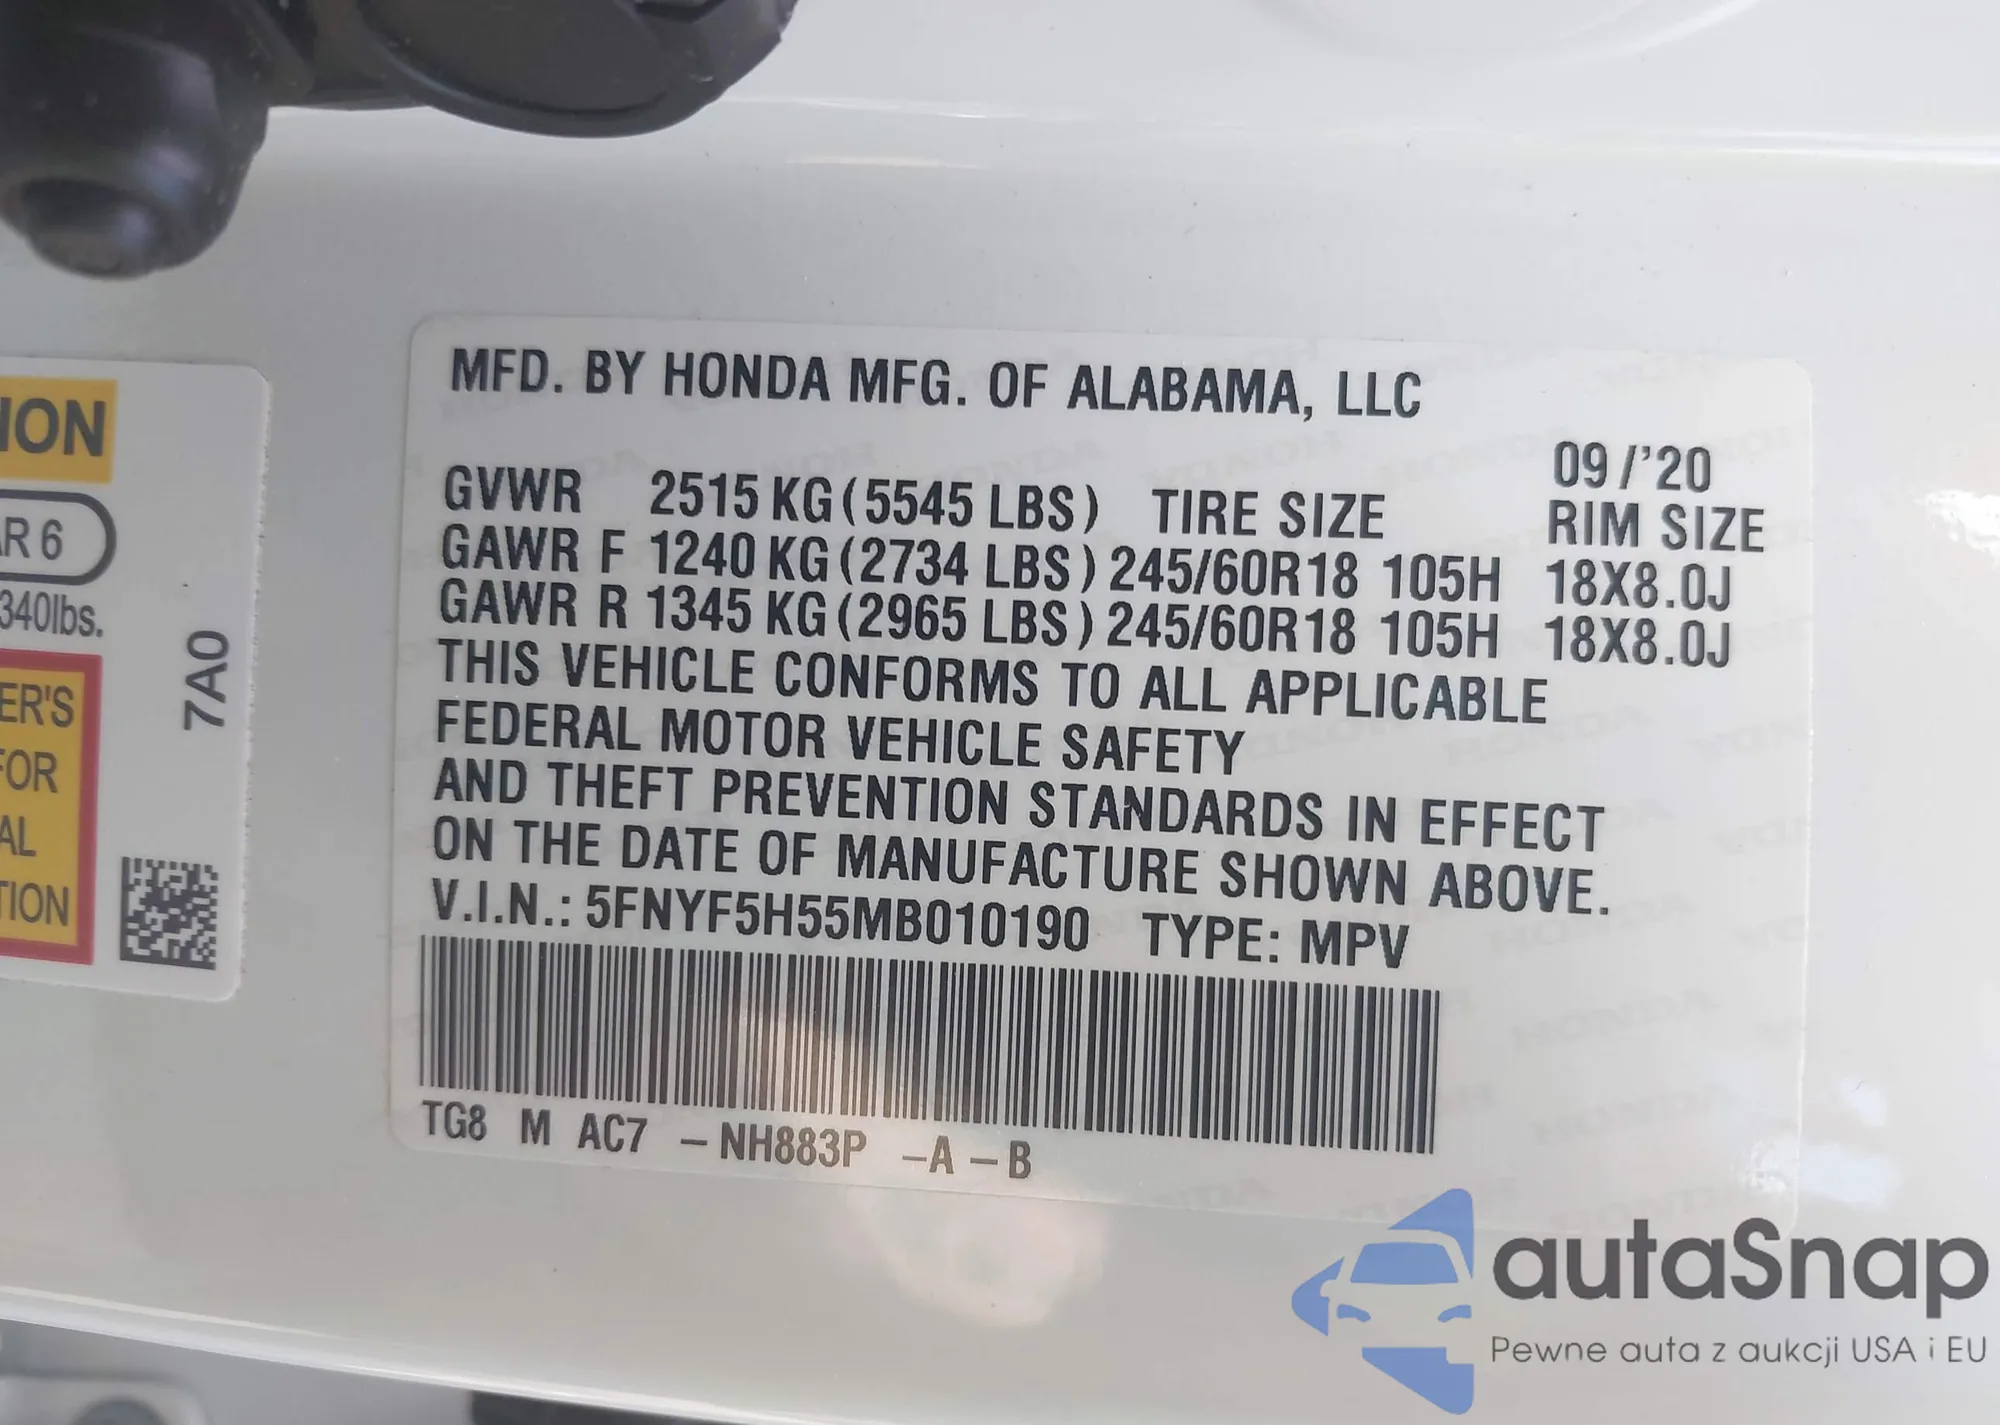 MFD. BY HONDA MFG. OF ALABAMA, LLC
09/'20
GVWR 2515 KG (5545 LBS) TIRE SIZE RIM SIZE
GAWR F 1240 KG (2734 LBS) 245/60R18 105H 18X8.0J
GAWR R 1345 KG (2965 LBS) 245/60R18 105H 18X8.0J
THIS VEHICLE CONFORMS TO ALL APPLICABLE
FEDERAL MOTOR VEHICLE SAFETY
AND THEFT PREVENTION STANDARDS IN EFFECT
ON THE DATE OF MANUFACTURE SHOWN ABOVE.
V.I.N.: 5FNYF5H55MB010190 TYPE: MPV
TG8 M AC7 –NH883P –A –B
ION
R 6
340lbs.
ER'S
FOR
AL
TION
7A0
autaSnap
Pewne auta z aukcji USA i EU